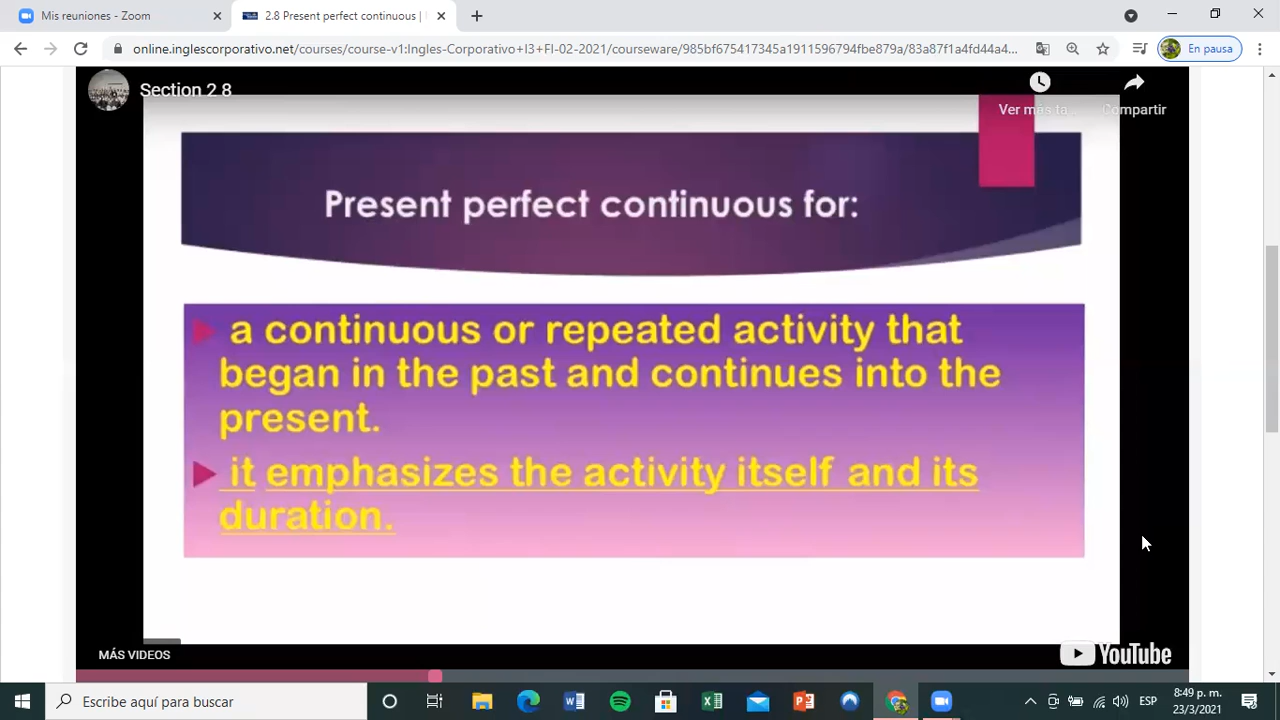 Mis reuniones - Zoom
2.8 Present perfect continuous |
online.inglescorporativo.net/courses/course-v1:Ingles-Corporativo+I3+FI-02-2021/courseware/985bf675417345a1911596794fbe879a/83a87f1a4fd44a4...
En pausa
Section 2 8
Ver más ta...
Compartir
Present perfect continuous for:
a continuous or repeated activity that
began in the past and continues into the
present.
it emphasizes the activity itself and its
duration.
MÁS VIDEOS
YouTube
Escribe aquí para buscar
ESP
8:49 p. m.
23/3/2021